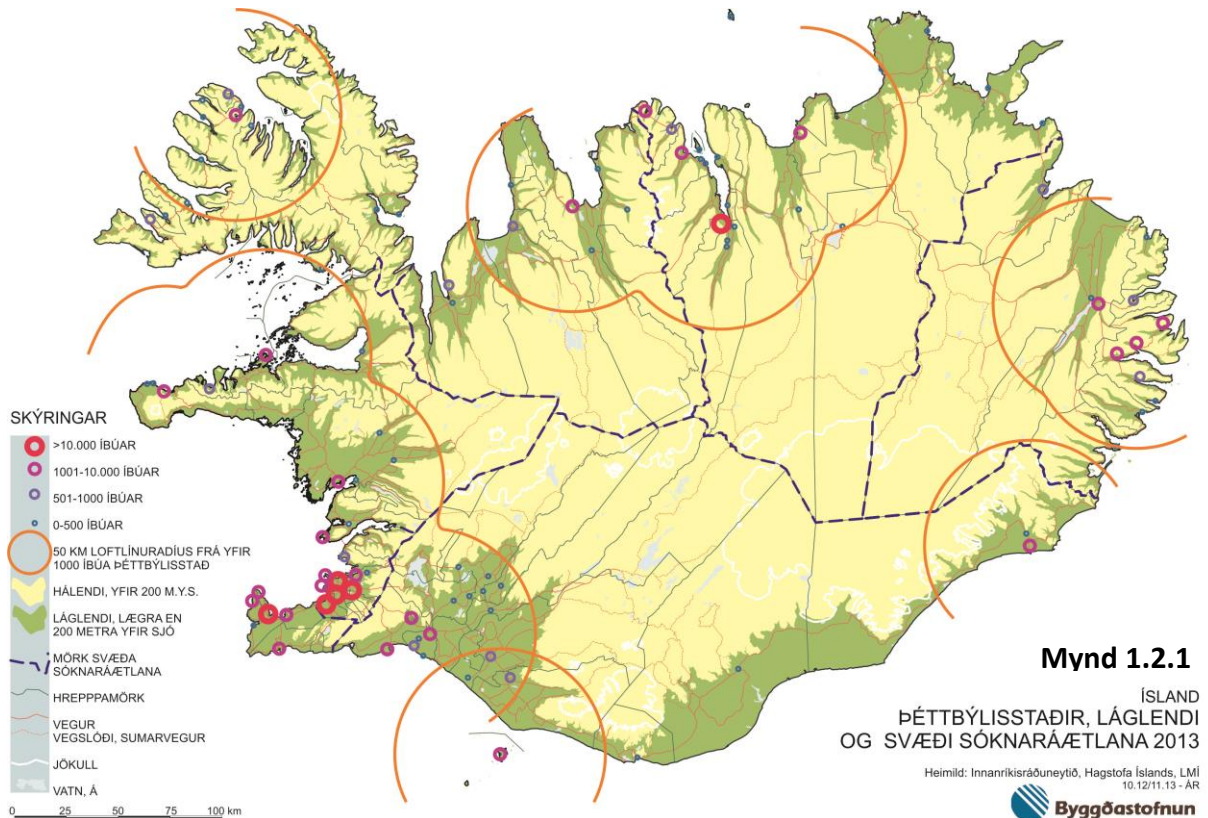 SKÝRINGAR
>10.000 ÍBÚAR
1001-10.000 ÍBÚAR
501-1000 ÍBÚAR
0-500 ÍBÚAR
50 KM LOFTLÍNURADÍUS FRÁ YFIR
1000 ÍBÚA ÞÉTTBÝLISSTAÐ
HÁLENDI, YFIR 200 M.Y.S.
LÁGLENDI, LÆGRA EN
200 METRA YFIR SJÓ
MÖRK SVÆÐA
SÓKNARÁÆTLANA
HREPPPAMÖRK
VEGUR
VEGSLÓÐI, SUMARVEGUR
JÖKULL
VATN, Á
0 25 50 75 100 km
Mynd 1.2.1
ÍSLAND
ÞÉTTBÝLISSTAÐIR, LÁGLENDI
OG SVÆÐI SÓKNARÁÆTLANA 2013
Heimild: Innanríkisráðuneytið, Hagstofa Íslands, LMÍ
10.12/11.13 - ÁR
Byggðastofnun